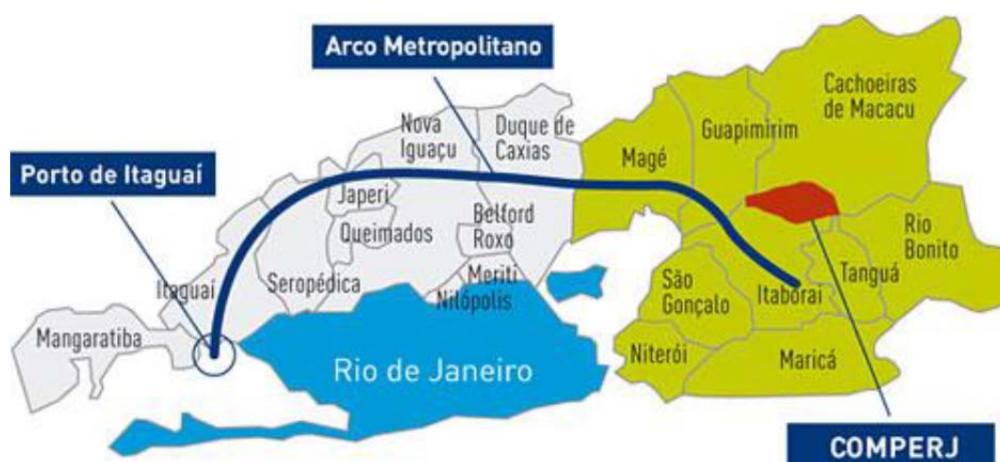 Arco Metropolitano
Cachoeiras
de Macacu
Nova
Iguaçu
Duque de
Caxias
Guapimirim
Magé
Porto de Itaguaí
Japeri
Belford
Roxo
Queimados
Rio
Bonito
Seropédica
Meriti
Nilópolis
Itaguaí
São
Gonçalo
Itaboraí
Tanguá
Mangaratiba
Niterói
Maricá
Rio de Janeiro
COMPERJ